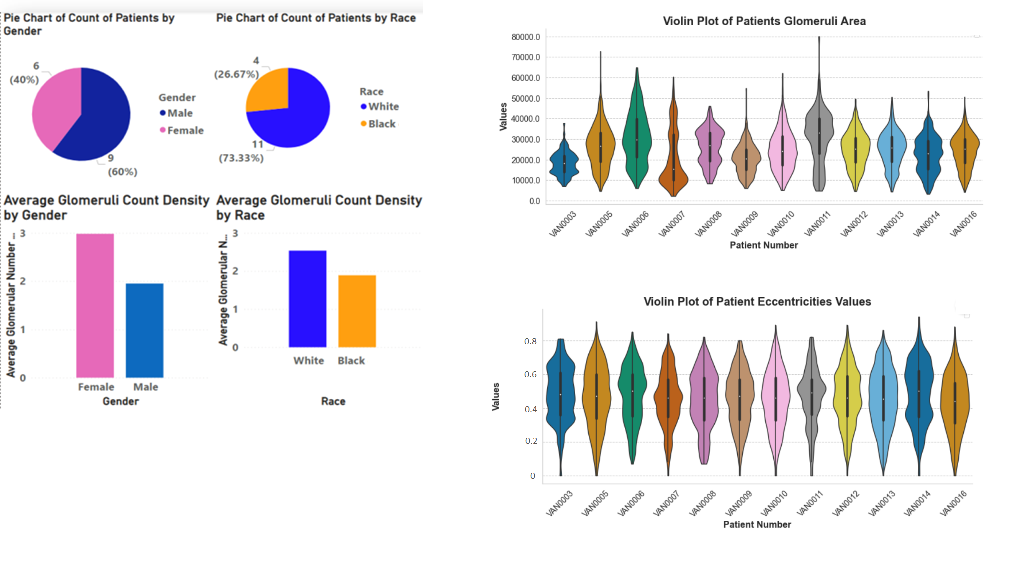 Pie Chart of Count of Patients by
Gender
6
(40%)
9
(60%)
Gender
Male
Female
Pie Chart of Count of Patients by Race
4
(26.67%)
11
(73.33%)
Race
White
Black
Average Glomeruli Count Density
by Gender
Average Glomerular Number ...
3
2
1
0
Female
Male
Gender
Average Glomeruli Count Density
by Race
Average Glomerular N...
3
2
1
0
White
Black
Race
Violin Plot of Patients Glomeruli Area
Values
80000.0
70000.0
60000.0
50000.0
40000.0
30000.0
20000.0
10000.0
0.0
VAN0003
VAN0005
VAN0006
VAN0007
VAN0008
VAN0009
VAN0010
VAN0011
VAN0012
VAN0013
VAN0014
VAN0016
Patient Number
Violin Plot of Patient Eccentricities Values
Values
0.8
0.6
0.4
0.2
0
VAN0003
VAN0005
VAN0006
VAN0007
VAN0008
VAN0009
VAN0010
VAN0011
VAN0012
VAN0013
VAN0014
VAN0016
Patient Number